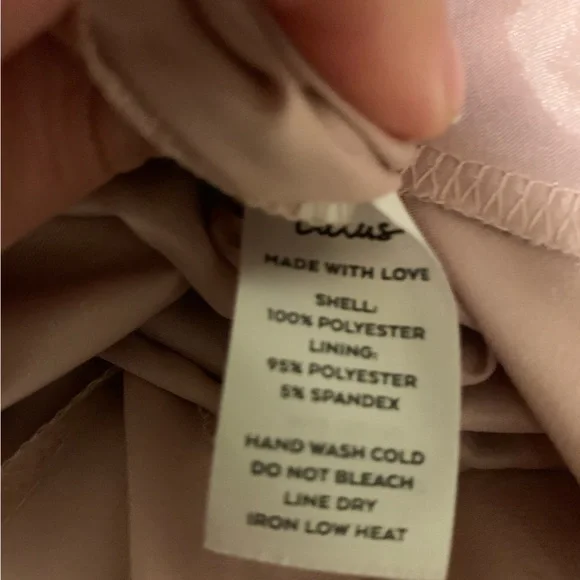 MADE WITH LOVE
SHELL:
100% POLYESTER
LINING:
95% POLYESTER
5% SPANDEX
HAND WASH COLD
DO NOT BLEACH
LINE DRY
IRON LOW HEAT